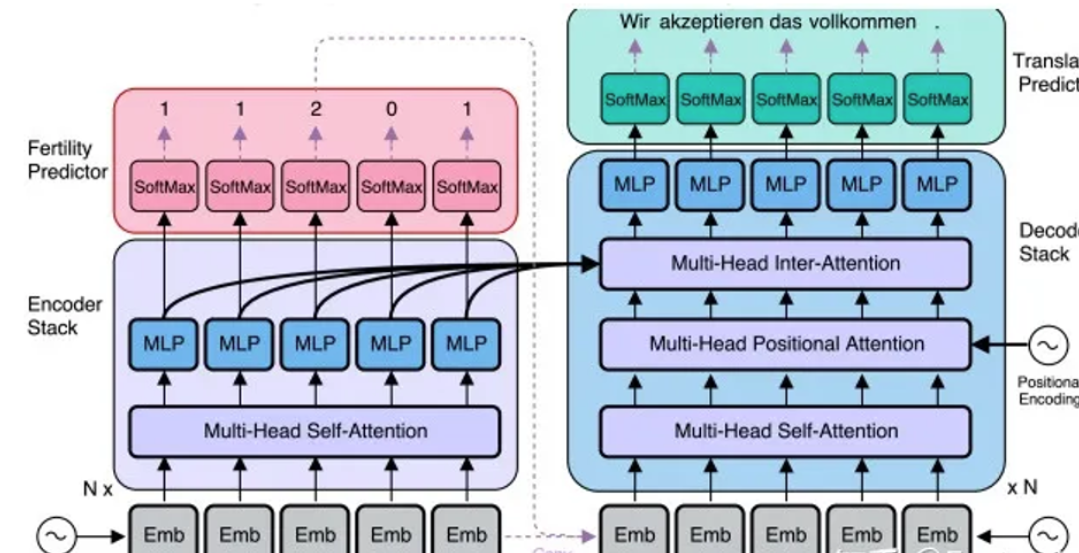 Wir akzeptieren das vollkommen .
Transla
Predict
SoftMax SoftMax SoftMax SoftMax SoftMax
1 1 2 0 1
Fertility
Predictor
SoftMax SoftMax SoftMax SoftMax SoftMax
MLP MLP MLP MLP MLP
Decode
Stack
Multi-Head Inter-Attention
Encoder
Stack
MLP MLP MLP MLP MLP
Multi-Head Positional Attention
Positiona
Encoding
Multi-Head Self-Attention
Multi-Head Self-Attention
N x
x N
Emb Emb Emb Emb Emb
Emb Emb Emb Emb Emb